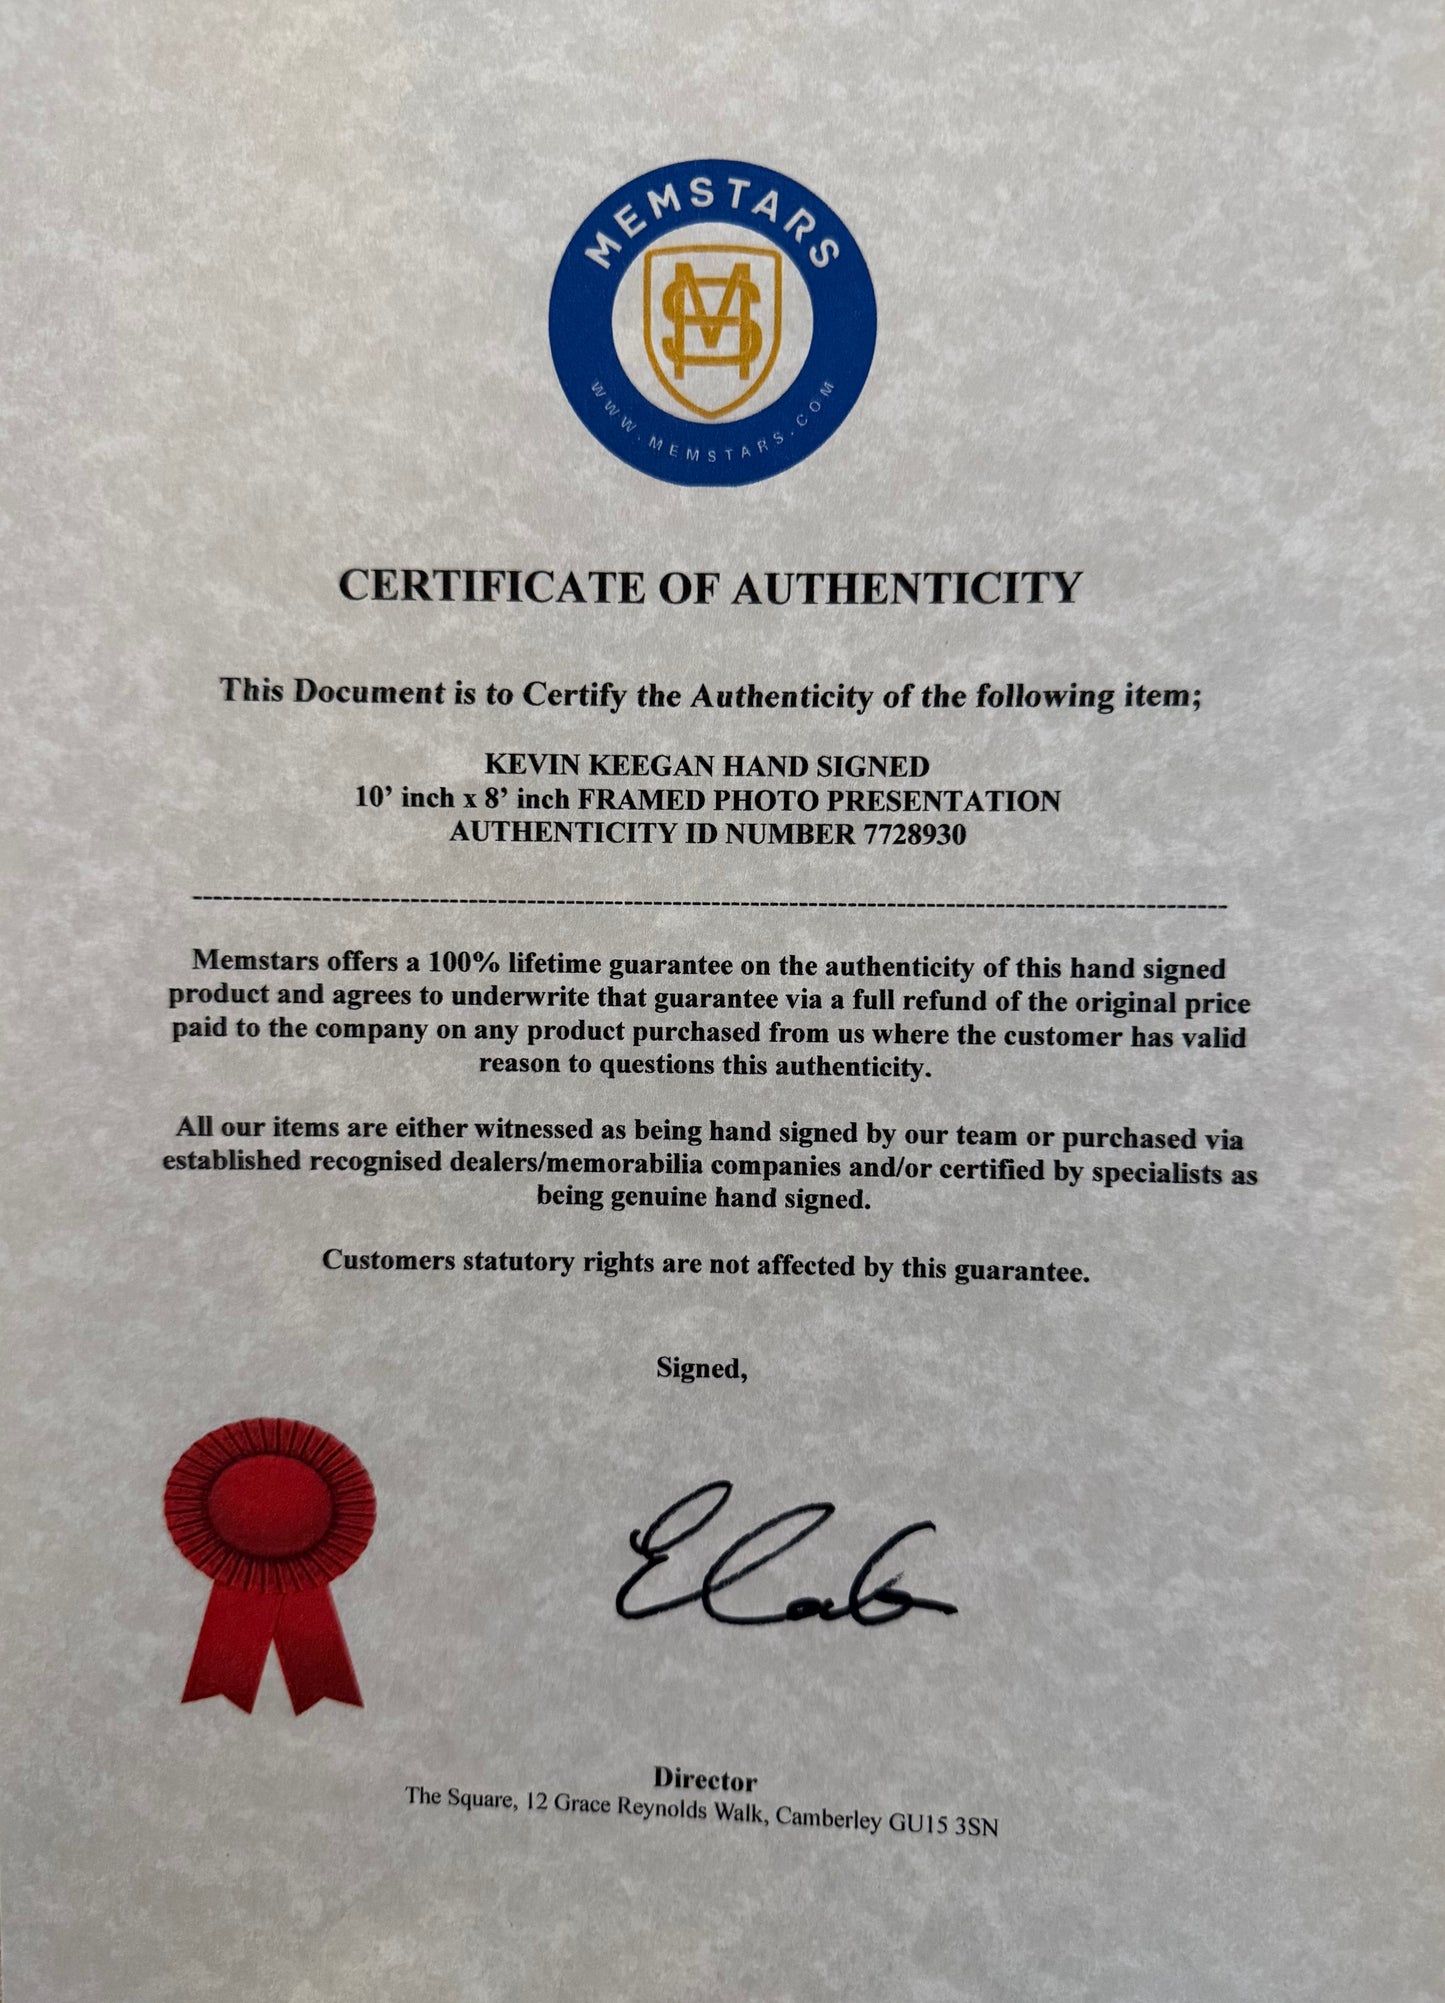 MEMSTARS
WWW.MEMSTARS.COM
CERTIFICATE OF AUTHENTICITY
This Document is to Certify the Authenticity of the following item;
KEVIN KEEGAN HAND SIGNED
10’ inch x 8’ inch FRAMED PHOTO PRESENTATION
AUTHENTICITY ID NUMBER 7728930
Memstars offers a 100% lifetime guarantee on the authenticity of this hand signed
product and agrees to underwrite that guarantee via a full refund of the original price
paid to the company on any product purchased from us where the customer has valid
reason to questions this authenticity.
All our items are either witnessed as being hand signed by our team or purchased via
established recognised dealers/memorabilia companies and/or certified by specialists as
being genuine hand signed.
Customers statutory rights are not affected by this guarantee.
Signed,
Director
The Square, 12 Grace Reynolds Walk, Camberley GU15 3SN